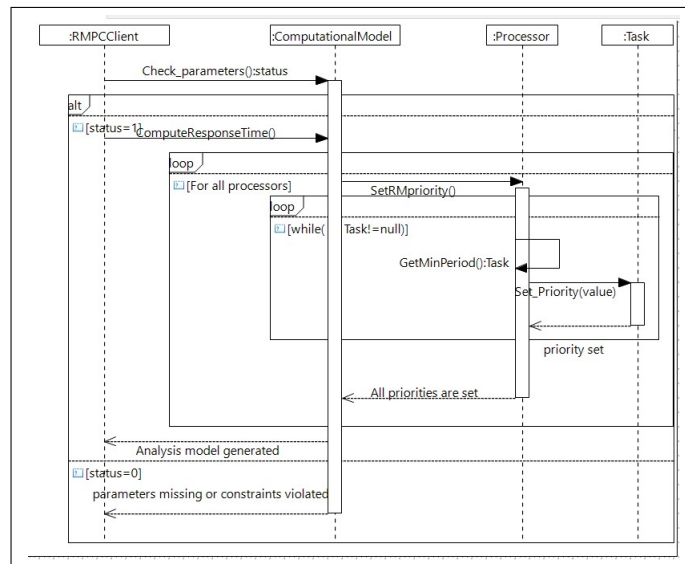 :RMPCClient :ComputationalModel :Processor :Task
Check_parameters():status
alt
[status=1]
ComputeResponseTime()
loop
[For all processors]
SetRMpriority()
loop
[while( Task!=null)]
GetMinPeriod():Task
Set_Priority(value)
priority set
All priorities are set
Analysis model generated
[status=0]
parameters missing or constraints violated